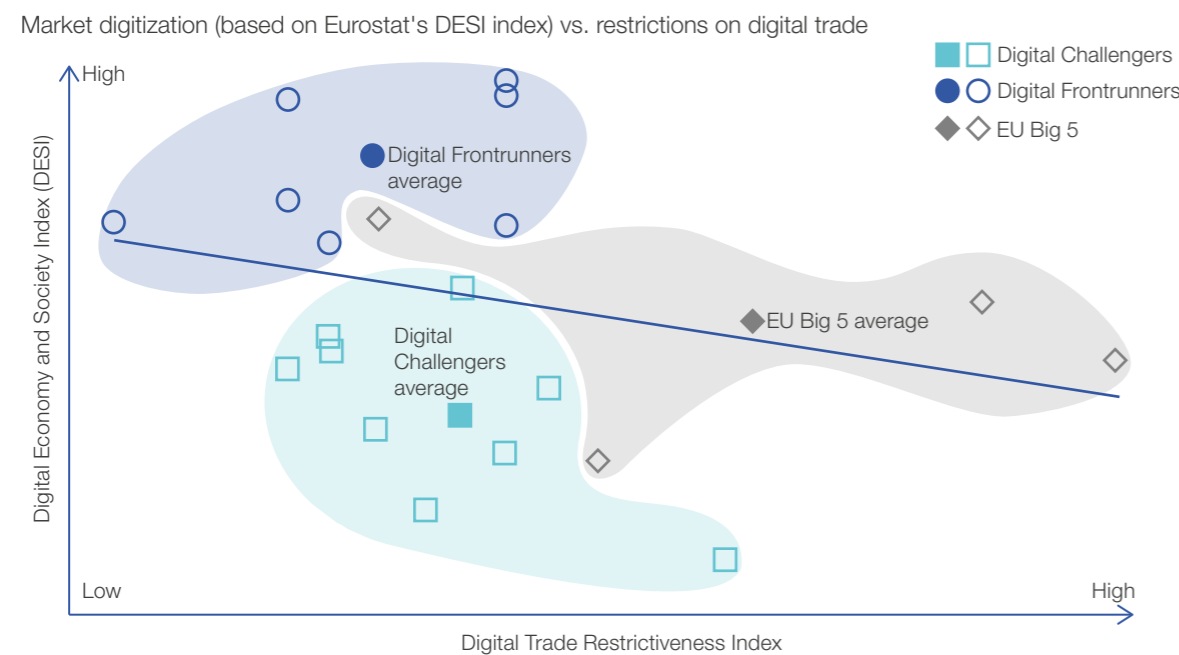 Market digitization (based on Eurostat's DESI index) vs. restrictions on digital trade
Digital Challengers
Digital Frontrunners
EU Big 5
High
Digital Economy and Society Index (DESI)
Digital Frontrunners
average
EU Big 5 average
Digital
Challengers
average
Low
High
Digital Trade Restrictiveness Index